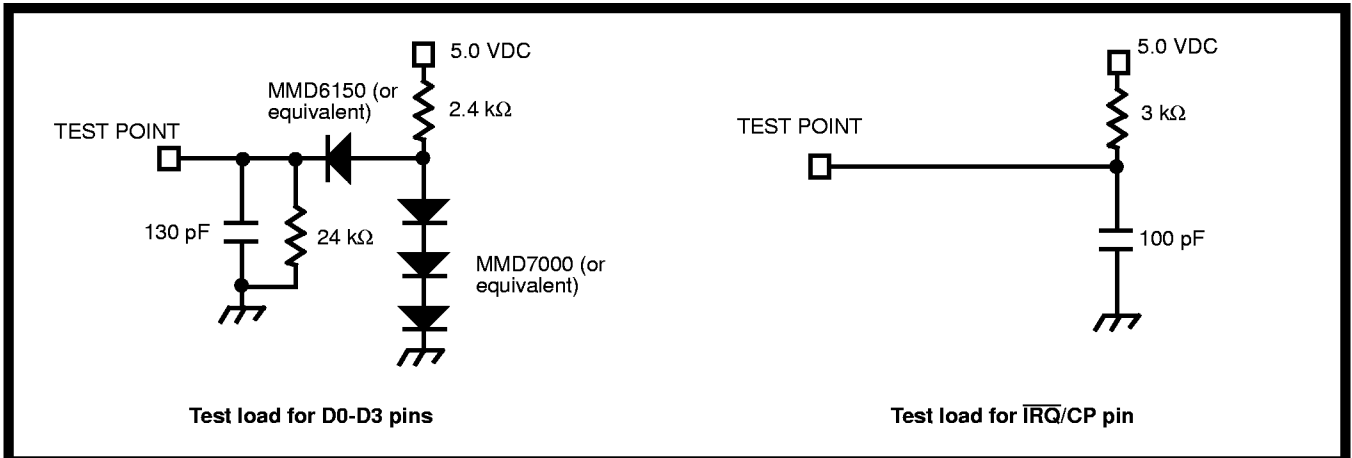 5.0 VDC
MMD6150 (or
equivalent)
2.4 kΩ
TEST POINT
130 pF
24 kΩ
MMD7000 (or
equivalent)
Test load for D0-D3 pins
5.0 VDC
3 kΩ
TEST POINT
100 pF
Test load for I̅R̅Q̅/CP pin